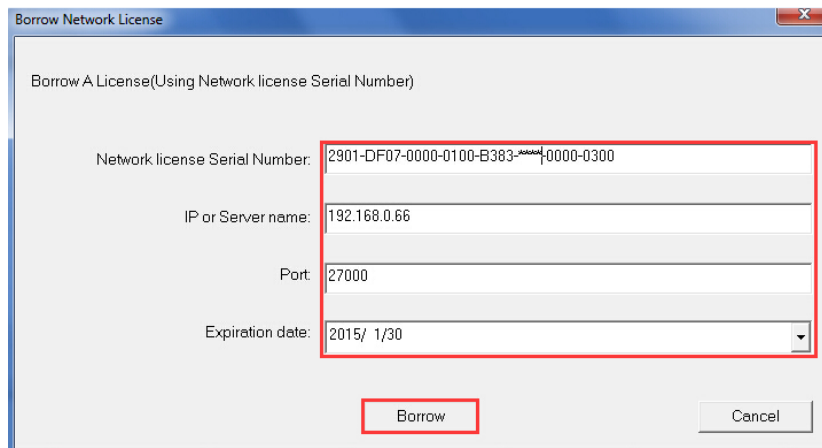 Borrow Network License
Borrow A License(Using Network license Serial Number)
Network license Serial Number: 2901-DF07-0000-0100-B383-****-0000-0300
IP or Server name: 192.168.0.66
Port: 27000
Expiration date: 2015/ 1/30
Borrow Cancel